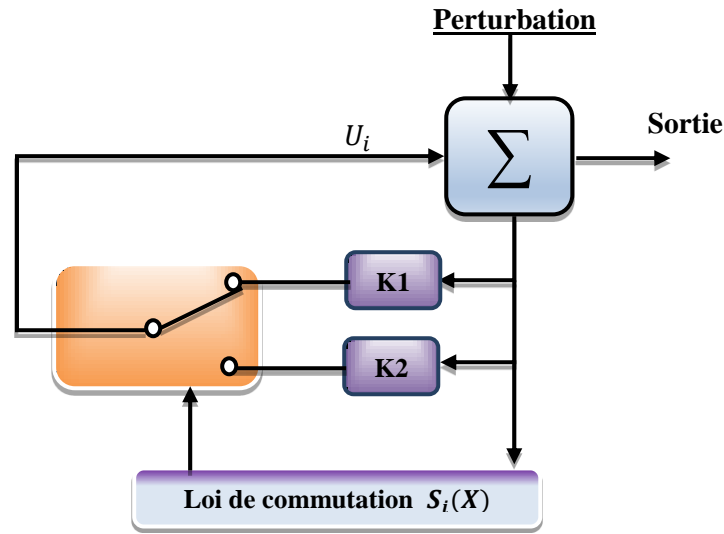 Perturbation
Sortie
U_i
∑
K1
K2
Loi de commutation S_i(X)